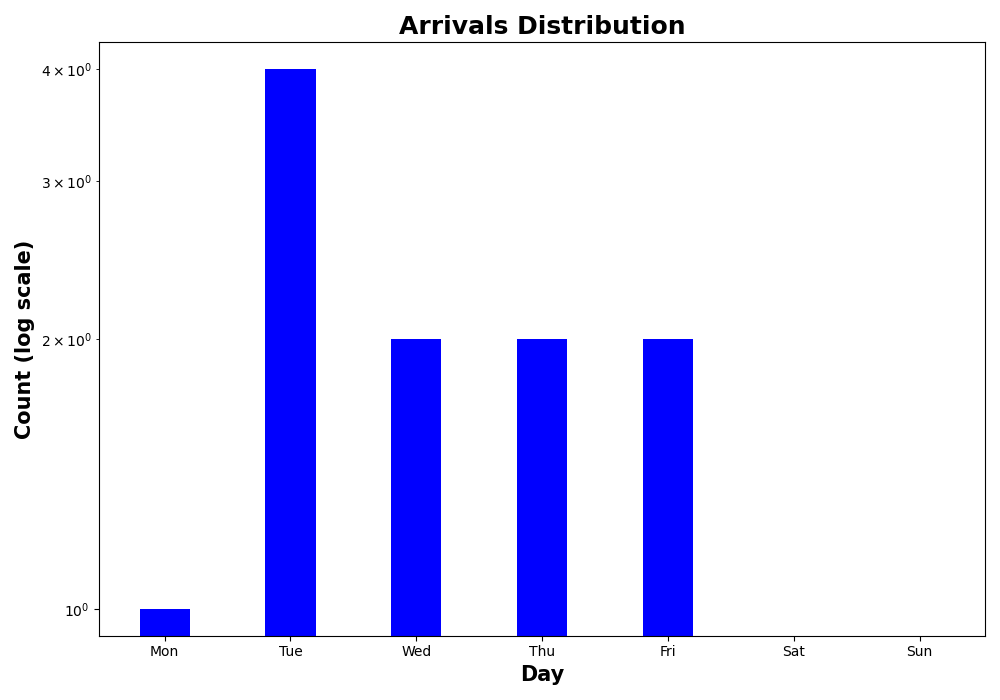 Arrivals Distribution
4 × 10⁰
3 × 10⁰
2 × 10⁰
10⁰
Count (log scale)
Mon Tue Wed Thu Fri Sat Sun
Day